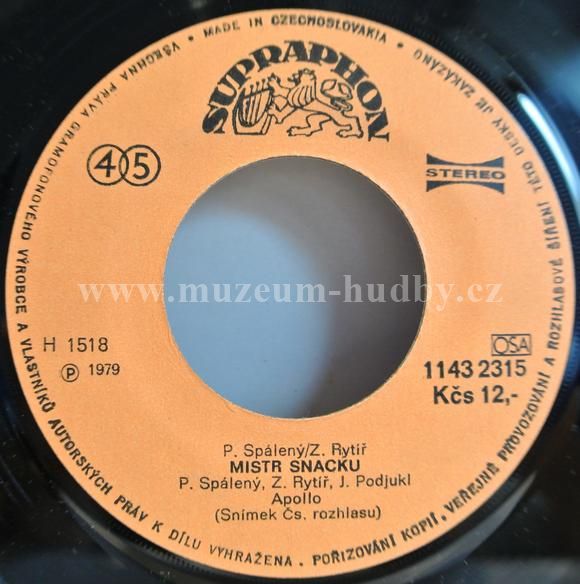 MADE IN CZECHOSLOVAKIA • VŠECHNA PRÁVA GRAMOFONOVÉHO VÝROBCE A VLASTNÍKŮ AUTORSKÝCH PRÁV K DÍLU VYHRAŽENA. POŘIZOVÁNÍ KOPIÍ, VEŘEJNÉ PROVOZOVÁNÍ A ROZHLASOVÉ ŠÍŘENÍ TÉTO DESKY JE ZAKÁZÁNO •
SUPRAPHON
45
STEREO
www.muzeum-hudby.cz
H 1518
OSA
Ⓟ 1979
1143 2315
Kčs 12,-
P. Spálený/Z. Rytíř
MISTR SNACKU
P. Spálený, Z. Rytíř, J. Podjukl
Apollo
(Snímek Čs. rozhlasu)